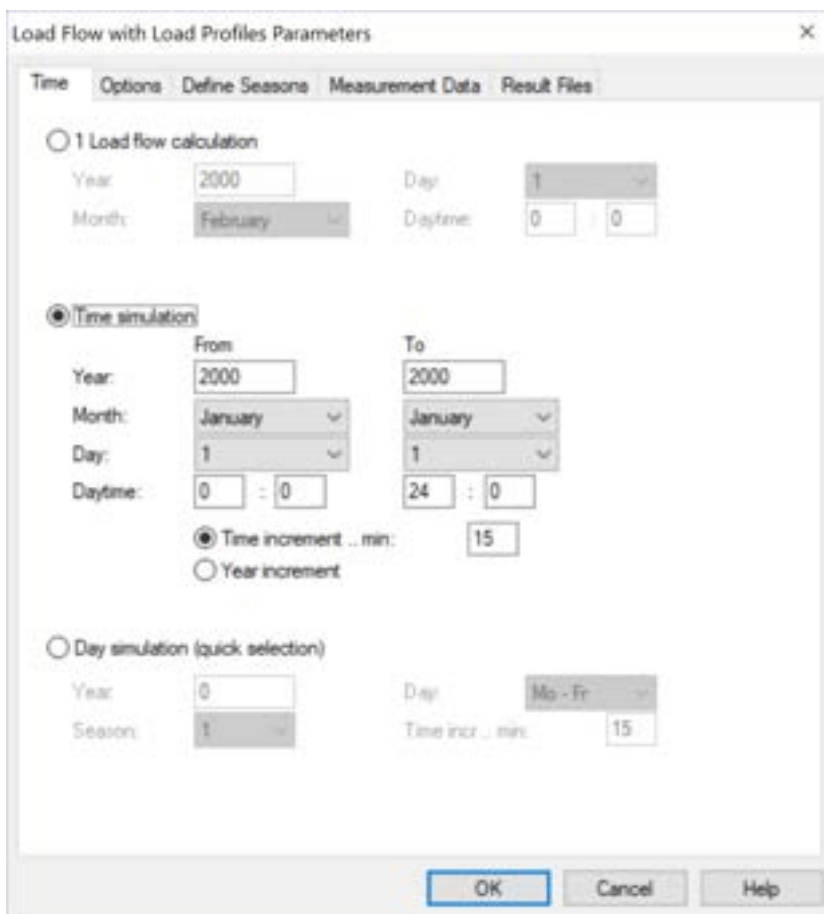 Load Flow with Load Profiles Parameters
Time Options Define Seasons Measurement Data Result Files
1 Load flow calculation
Year: 2000 Day: 1
Month: February Daytime: 0 : 0
Time simulation
From To
Year: 2000 2000
Month: January January
Day: 1 1
Daytime: 0 : 0 24 : 0
Time increment .. min: 15
Year increment
Day simulation (quick selection)
Year: 0 Day: Mo - Fr
Season: 1 Time incr .. min: 15
OK Cancel Help